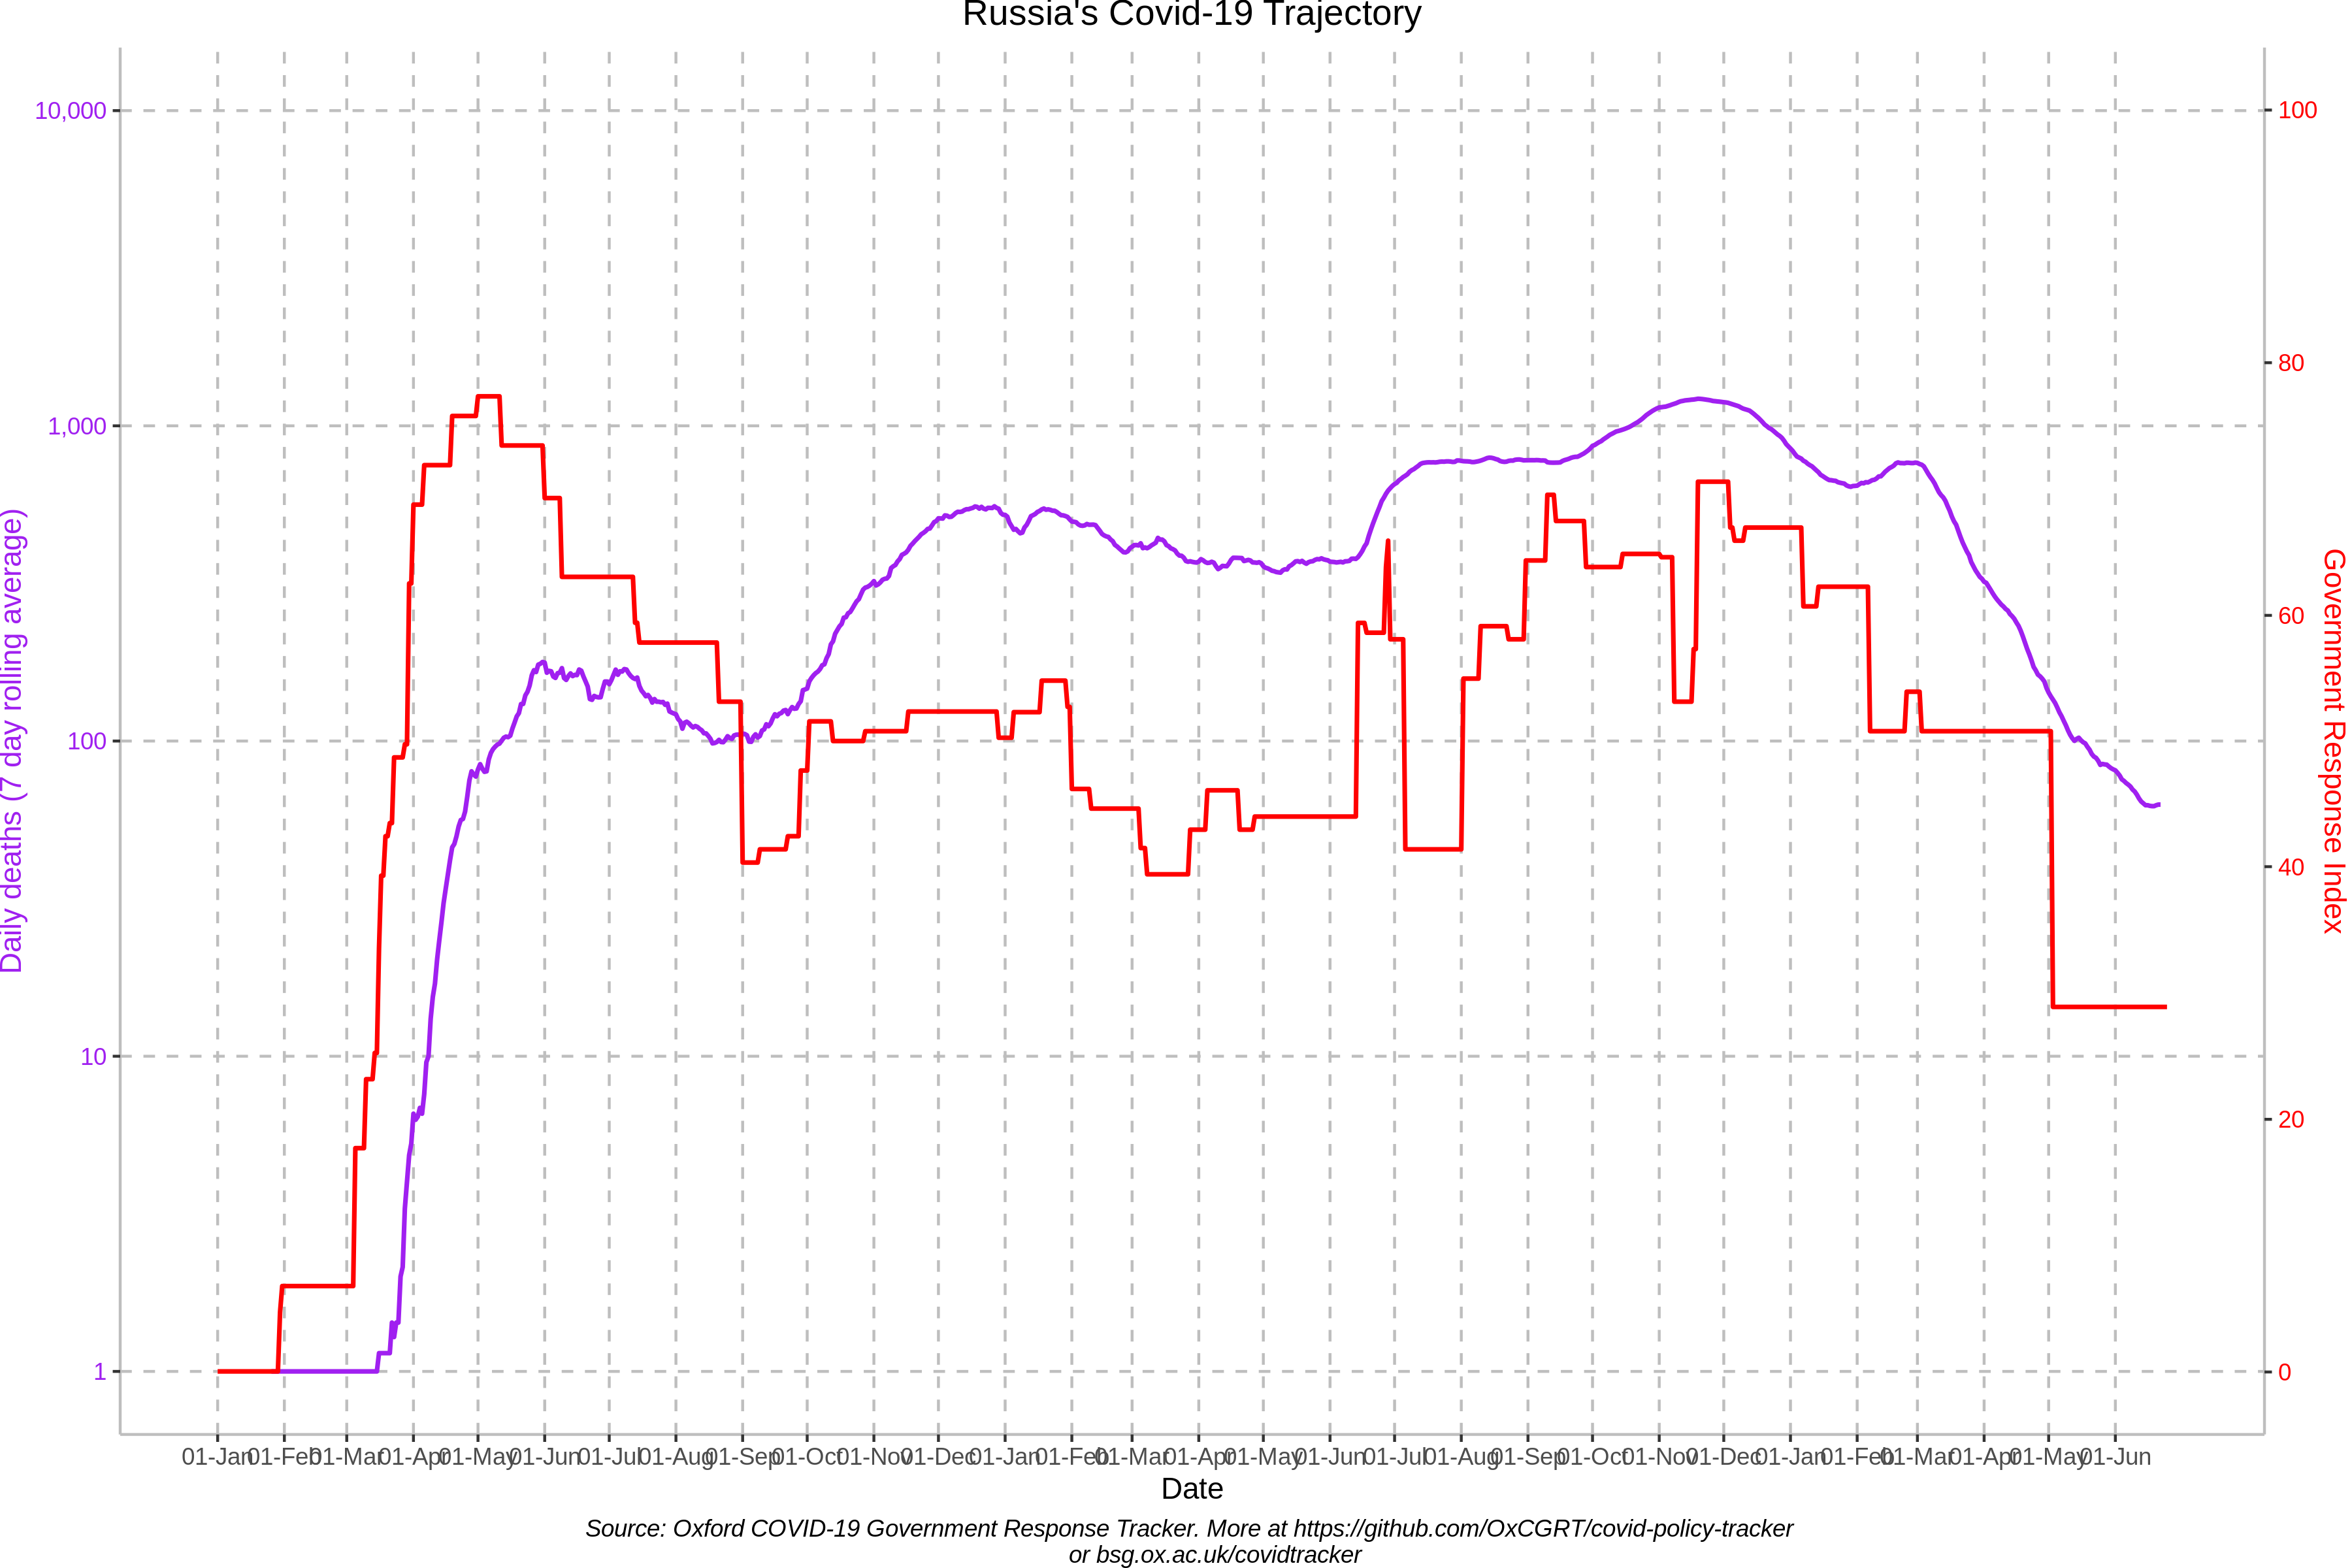 Russia's Covid-19 Trajectory
10,000
1,000
100
10
1
Daily deaths (7 day rolling average)
100
80
60
40
20
0
Government Response Index
01-Jan 01-Feb 01-Mar 01-Apr 01-May 01-Jun 01-Jul 01-Aug 01-Sep 01-Oct 01-Nov 01-Dec 01-Jan 01-Feb 01-Mar 01-Apr 01-May 01-Jun 01-Jul 01-Aug 01-Sep 01-Oct 01-Nov 01-Dec 01-Jan 01-Feb 01-Mar 01-Apr 01-May 01-Jun
Date
Source: Oxford COVID-19 Government Response Tracker. More at https://github.com/OxCGRT/covid-policy-tracker
or bsg.ox.ac.uk/covidtracker